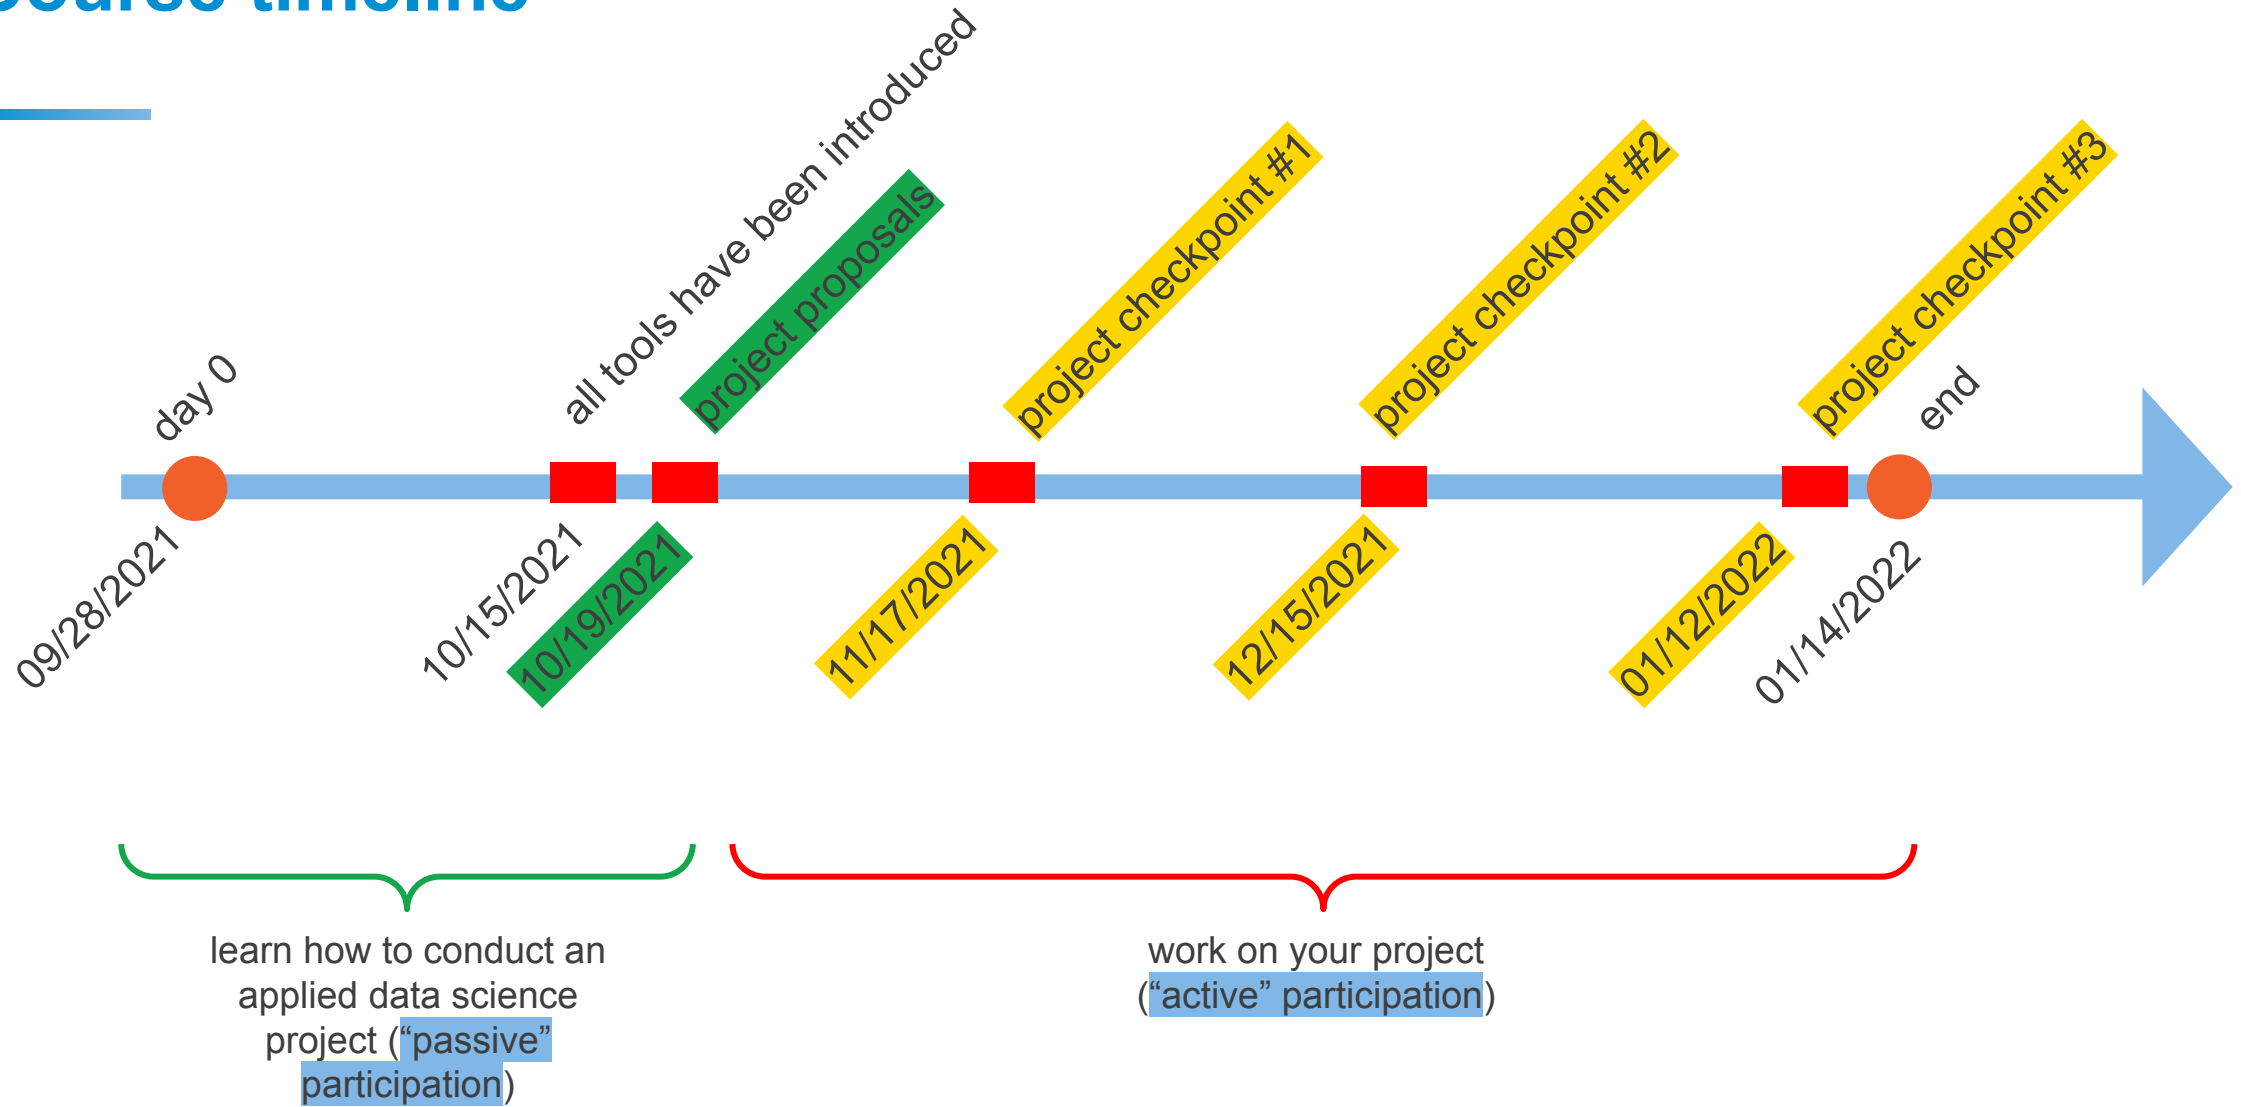 course timeline
day 0
all tools have been introduced
project proposals
project checkpoint #1
project checkpoint #2
project checkpoint #3
end
09/28/2021
10/15/2021
10/19/2021
11/17/2021
12/15/2021
01/12/2022
01/14/2022
learn how to conduct an
applied data science
project (“passive”
participation)
work on your project
(“active” participation)